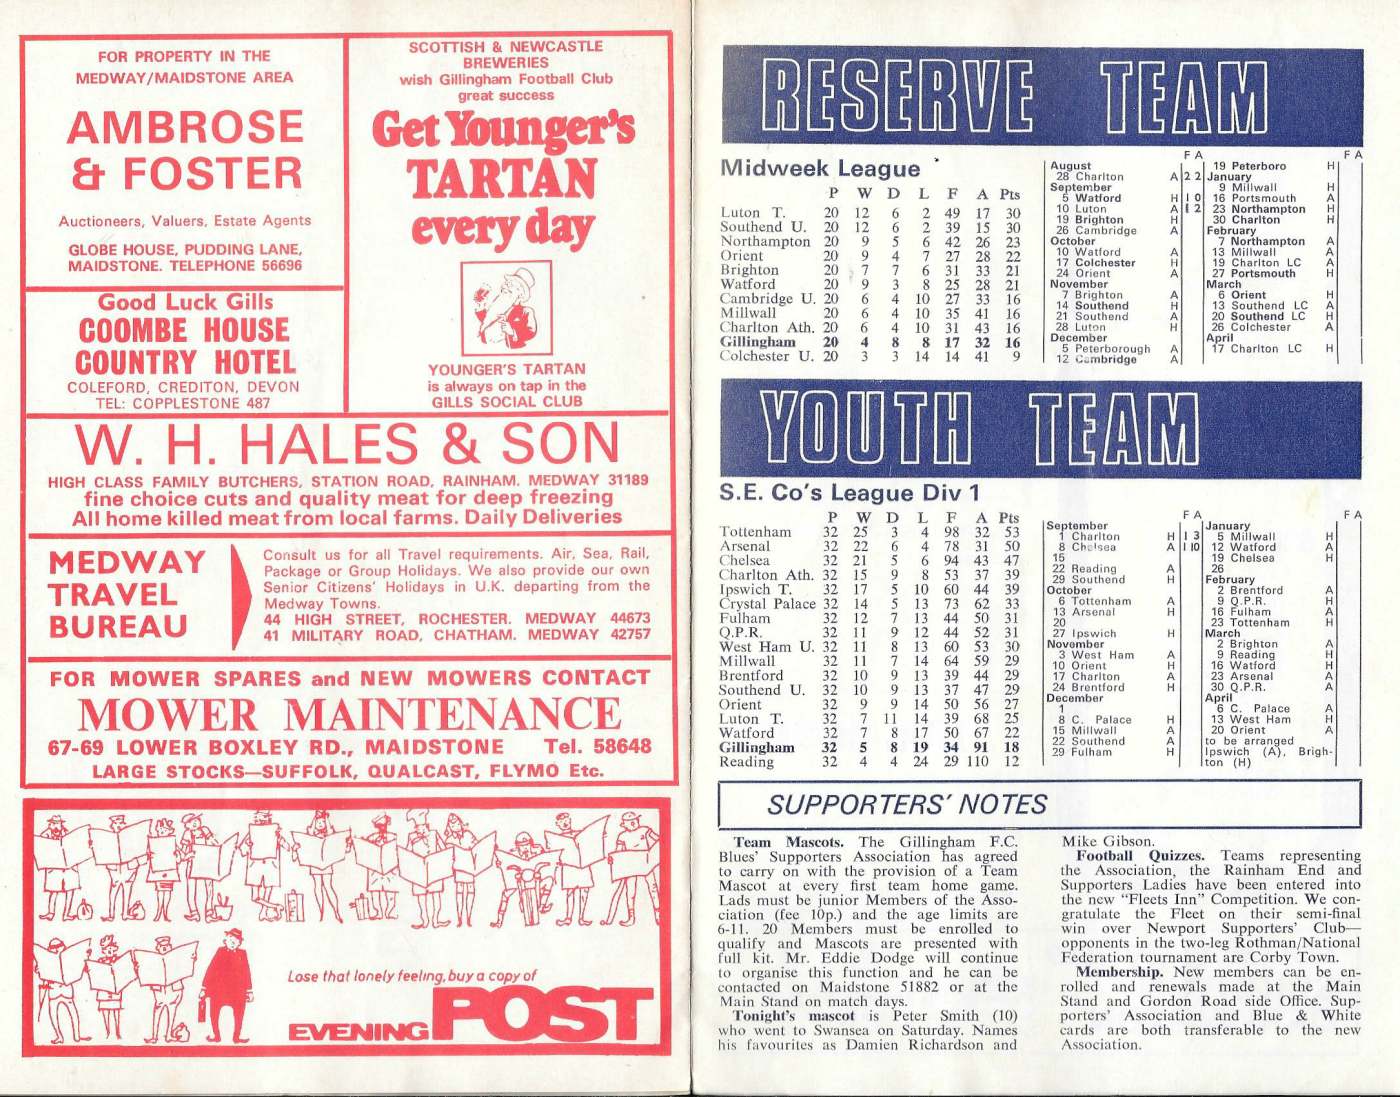 FOR PROPERTY IN THE
MEDWAY/MAIDSTONE AREA
AMBROSE
& FOSTER
Auctioneers, Valuers, Estate Agents
GLOBE HOUSE, PUDDING LANE,
MAIDSTONE. TELEPHONE 56696
Good Luck Gills
COOMBE HOUSE
COUNTRY HOTEL
COLEFORD, CREDITON, DEVON
TEL: COPPLESTONE 487
SCOTTISH & NEWCASTLE
BREWERIES
wish Gillingham Football Club
great success
Get Younger's
TARTAN
every day
YOUNGER'S TARTAN
is always on tap in the
GILLS SOCIAL CLUB
W. H. HALES & SON
HIGH CLASS FAMILY BUTCHERS, STATION ROAD, RAINHAM. MEDWAY 31189
fine choice cuts and quality meat for deep freezing
All home killed meat from local farms. Daily Deliveries
MEDWAY
TRAVEL
BUREAU
Consult us for all Travel requirements. Air, Sea, Rail,
Package or Group Holidays. We also provide our own
Senior Citizens' Holidays in U.K. departing from the
Medway Towns.
44 HIGH STREET, ROCHESTER. MEDWAY 44673
41 MILITARY ROAD, CHATHAM. MEDWAY 42757
FOR MOWER SPARES and NEW MOWERS CONTACT
MOWER MAINTENANCE
67-69 LOWER BOXLEY RD., MAIDSTONE Tel. 58648
LARGE STOCKS—SUFFOLK, QUALCAST, FLYMO Etc.
Lose that lonely feeling, buy a copy of
EVENING POST
RESERVE TEAM
Midweek League
P W D L F A Pts
Luton T. 20 12 6 2 49 17 30
Southend U. 20 12 6 2 39 15 30
Northampton 20 9 5 6 42 26 23
Orient 20 9 4 7 27 28 22
Brighton 20 7 7 6 31 33 21
Watford 20 9 3 8 25 28 21
Cambridge U. 20 6 4 10 27 33 16
Millwall 20 6 4 10 35 41 16
Charlton Ath. 20 6 4 10 31 43 16
Gillingham 20 4 8 8 17 32 16
Colchester U. 20 3 3 14 14 41 9
F A
August
28 Charlton A 2 2
September
5 Watford H 1 0
10 Luton A 1 2
19 Brighton H
26 Cambridge A
October
10 Watford A
17 Colchester H
24 Orient A
November
7 Brighton A
14 Southend H
21 Southend A
28 Luton H
December
5 Peterborough A
12 Cambridge A
F A
19 Peterboro H
January
9 Millwall H
16 Portsmouth A
23 Northampton H
30 Charlton H
February
7 Northampton A
13 Millwall A
19 Charlton LC A
27 Portsmouth H
March
6 Orient H
13 Southend LC A
20 Southend LC H
26 Colchester A
April
17 Charlton LC H
YOUTH TEAM
S.E. Co's League Div 1
P W D L F A Pts
Tottenham 32 25 3 4 98 32 53
Arsenal 32 22 6 4 78 31 50
Chelsea 32 21 5 6 94 43 47
Charlton Ath. 32 15 9 8 53 37 39
Ipswich T. 32 17 5 10 60 44 39
Crystal Palace 32 14 5 13 73 62 33
Fulham 32 12 7 13 44 50 31
Q.P.R. 32 11 9 12 44 52 31
West Ham U. 32 11 8 13 60 53 30
Millwall 32 11 7 14 64 59 29
Brentford 32 10 9 13 39 44 29
Southend U. 32 10 9 13 37 47 29
Orient 32 9 9 14 50 56 27
Luton T. 32 7 11 14 39 68 25
Watford 32 7 8 17 50 67 22
Gillingham 32 5 8 19 34 91 18
Reading 32 4 4 24 29 110 12
F A
September
1 Charlton H 1 3
8 Chelsea A 1 10
15
22 Reading A
29 Southend H
October
6 Tottenham A
13 Arsenal H
20
27 Ipswich H
November
3 West Ham A
10 Orient H
17 Charlton A
24 Brentford H
December
1
8 C. Palace H
15 Millwall A
22 Southend A
29 Fulham H
F A
January
5 Millwall H
12 Watford A
19 Chelsea H
26
February
2 Brentford A
9 Q.P.R. H
16 Fulham A
23 Tottenham H
March
2 Brighton A
9 Reading H
16 Watford H
23 Arsenal A
30 Q.P.R. A
April
6 C. Palace A
13 West Ham H
20 Orient A
to be arranged
Ipswich (A), Brigh-
ton (H)
SUPPORTERS' NOTES
Team Mascots. The Gillingham F.C.
Blues' Supporters Association has agreed
to carry on with the provision of a Team
Mascot at every first team home game.
Lads must be junior Members of the Asso-
ciation (fee 10p.) and the age limits are
6-11. 20 Members must be enrolled to
qualify and Mascots are presented with
full kit. Mr. Eddie Dodge will continue
to organise this function and he can be
contacted on Maidstone 51882 or at the
Main Stand on match days.
Tonight's mascot is Peter Smith (10)
who went to Swansea on Saturday. Names
his favourites as Damien Richardson and
Mike Gibson.
Football Quizzes. Teams representing
the Association, the Rainham End and
Supporters Ladies have been entered into
the new "Fleets Inn" Competition. We con-
gratulate the Fleet on their semi-final
win over Newport Supporters' Club—
opponents in the two-leg Rothman/National
Federation tournament are Corby Town.
Membership. New members can be en-
rolled and renewals made at the Main
Stand and Gordon Road side Office. Sup-
porters' Association and Blue & White
cards are both transferable to the new
Association.